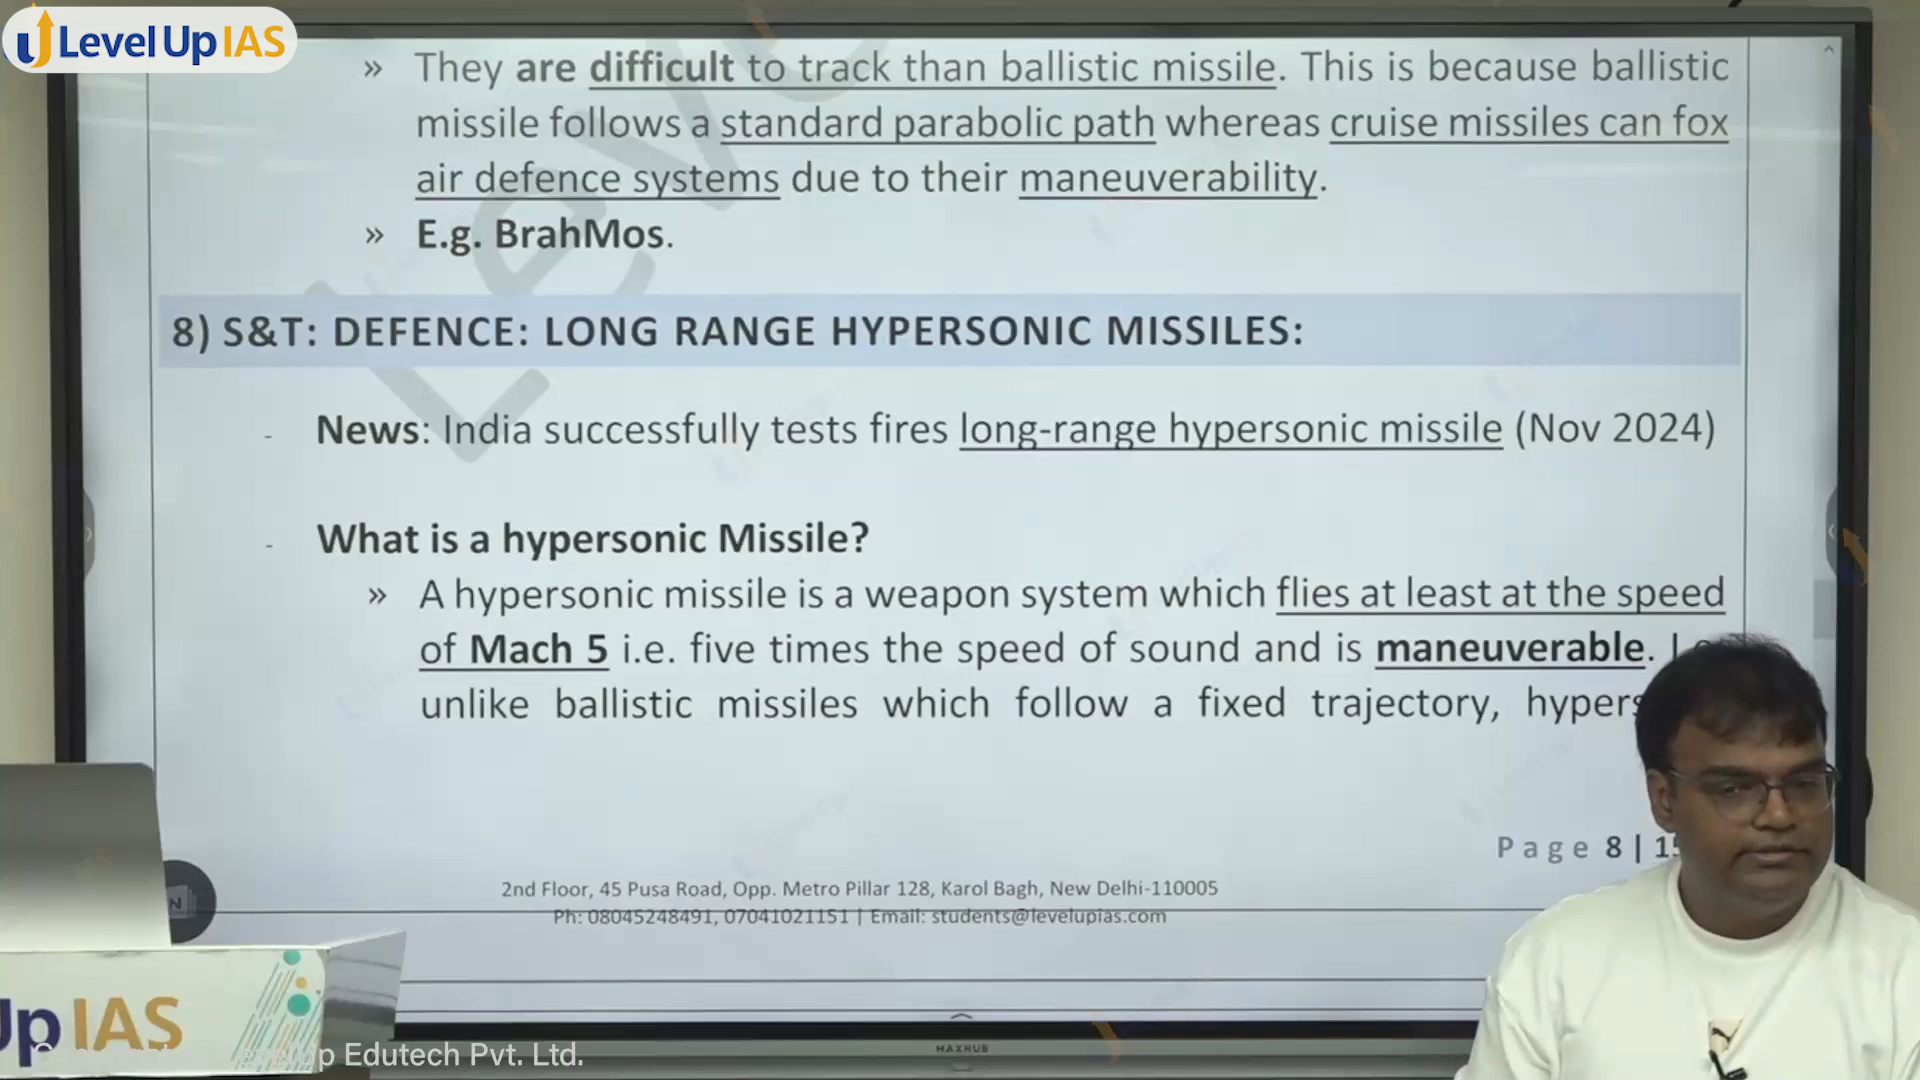 Level Up IAS
» They are difficult to track than ballistic missile. This is because ballistic
missile follows a standard parabolic path whereas cruise missiles can fox
air defence systems due to their maneuverability.
» E.g. BrahMos.
8) S&T: DEFENCE: LONG RANGE HYPERSONIC MISSILES:
- News: India successfully tests fires long-range hypersonic missile (Nov 2024)
- What is a hypersonic Missile?
» A hypersonic missile is a weapon system which flies at least at the speed
of Mach 5 i.e. five times the speed of sound and is maneuverable.
unlike ballistic missiles which follow a fixed trajectory,
Page 8 |
2nd Floor, 45 Pusa Road, Opp. Metro Pillar 128, Karol Bagh, New Delhi-110005
Ph: 08045248491, 07041021151 | Email: students@levelupias.com
MAXHUB
Up IAS
Edutech Pvt. Ltd.